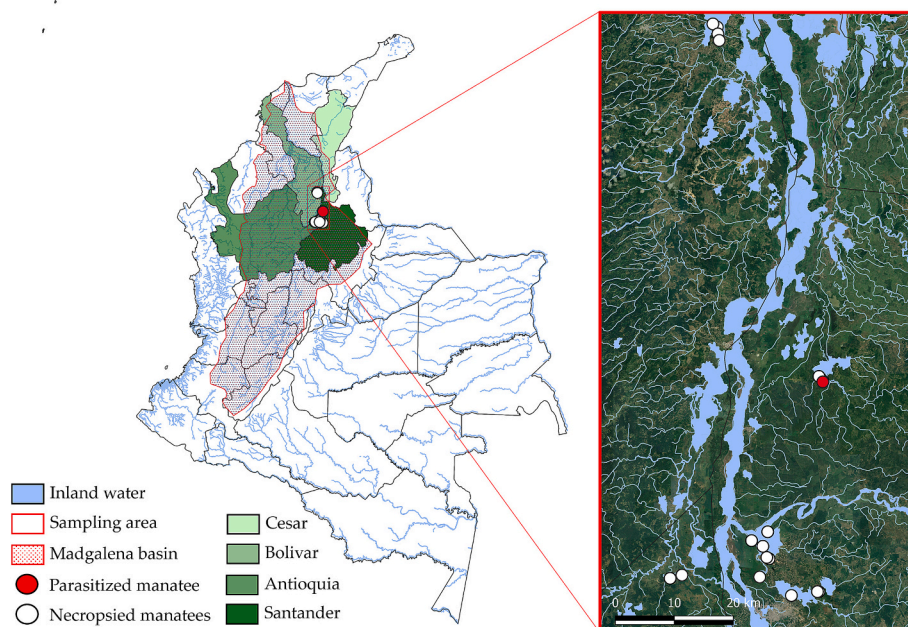 Inland water
Sampling area
Madgalena basin
Parasitized manatee
Necropsied manatees
Cesar
Bolivar
Antioquia
Santander
0 10 20 km